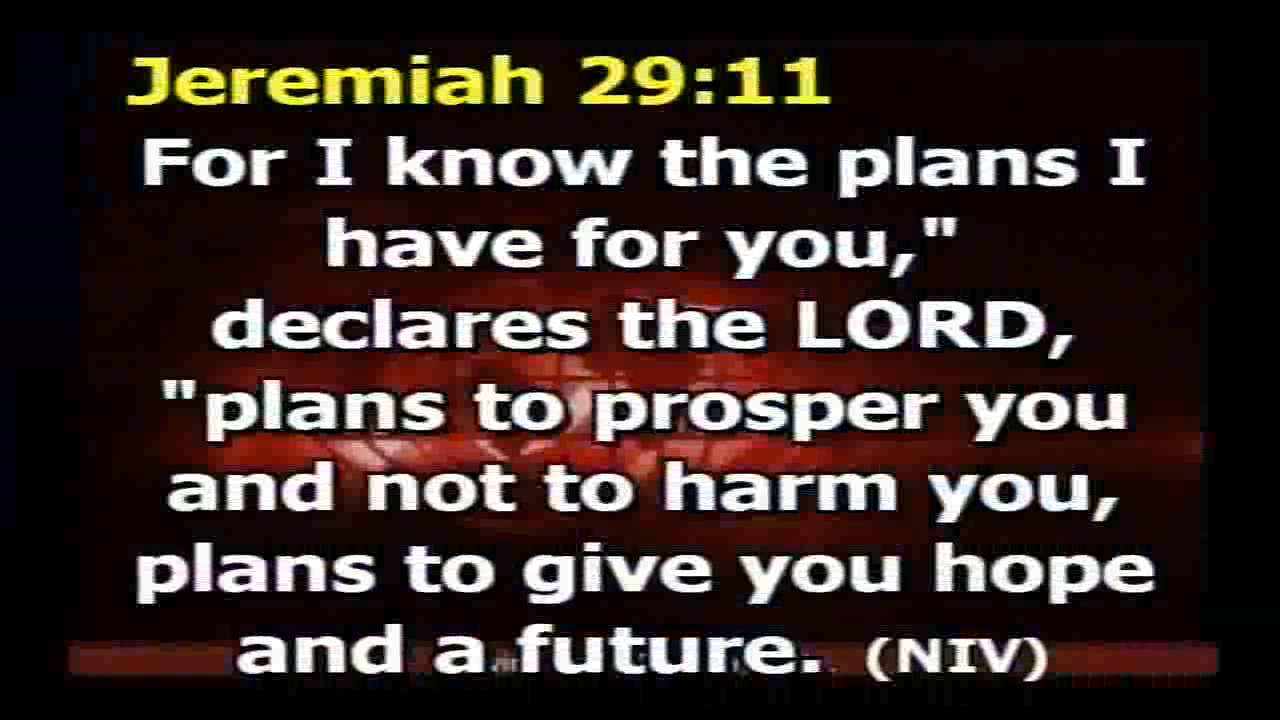 Jeremiah 29:11
For I know the plans I
have for you,"
declares the LORD,
"plans to prosper you
and not to harm you,
plans to give you hope
and a future. (NIV)